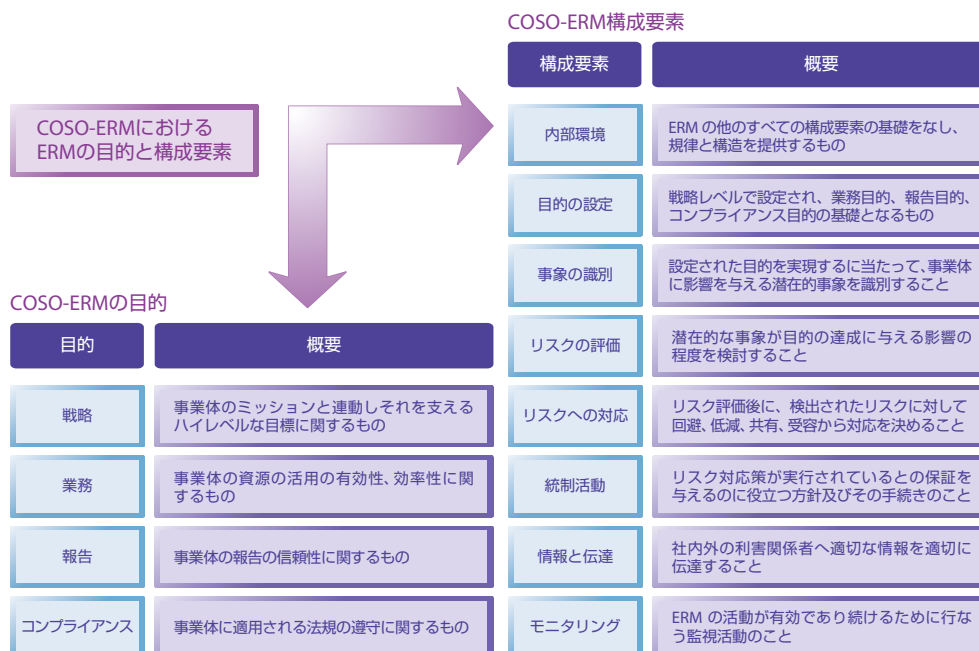 COSO-ERMにおける
ERMの目的と構成要素
COSO-ERMの目的
目的
概要
戦略
事業体のミッションと連動しそれを支える
ハイレベルな目標に関するもの
業務
事業体の資源の活用の有効性、効率性に関
するもの
報告
事業体の報告の信頼性に関するもの
コンプライアンス
事業体に適用される法規の遵守に関するもの
COSO-ERM構成要素
構成要素
概要
内部環境
ERM の他のすべての構成要素の基礎をなし、
規律と構造を提供するもの
目的の設定
戦略レベルで設定され、業務目的、報告目的、
コンプライアンス目的の基礎となるもの
事象の識別
設定された目的を実現するに当たって、事業体
に影響を与える潜在的事象を識別すること
リスクの評価
潜在的な事象が目的の達成に与える影響の
程度を検討すること
リスクへの対応
リスク評価後に、検出されたリスクに対して
回避、低減、共有、受容から対応を決めること
統制活動
リスク対応策が実行されているとの保証を
与えるのに役立つ方針及びその手続きのこと
情報と伝達
社内外の利害関係者へ適切な情報を適切に
伝達すること
モニタリング
ERM の活動が有効であり続けるために行な
う監視活動のこと